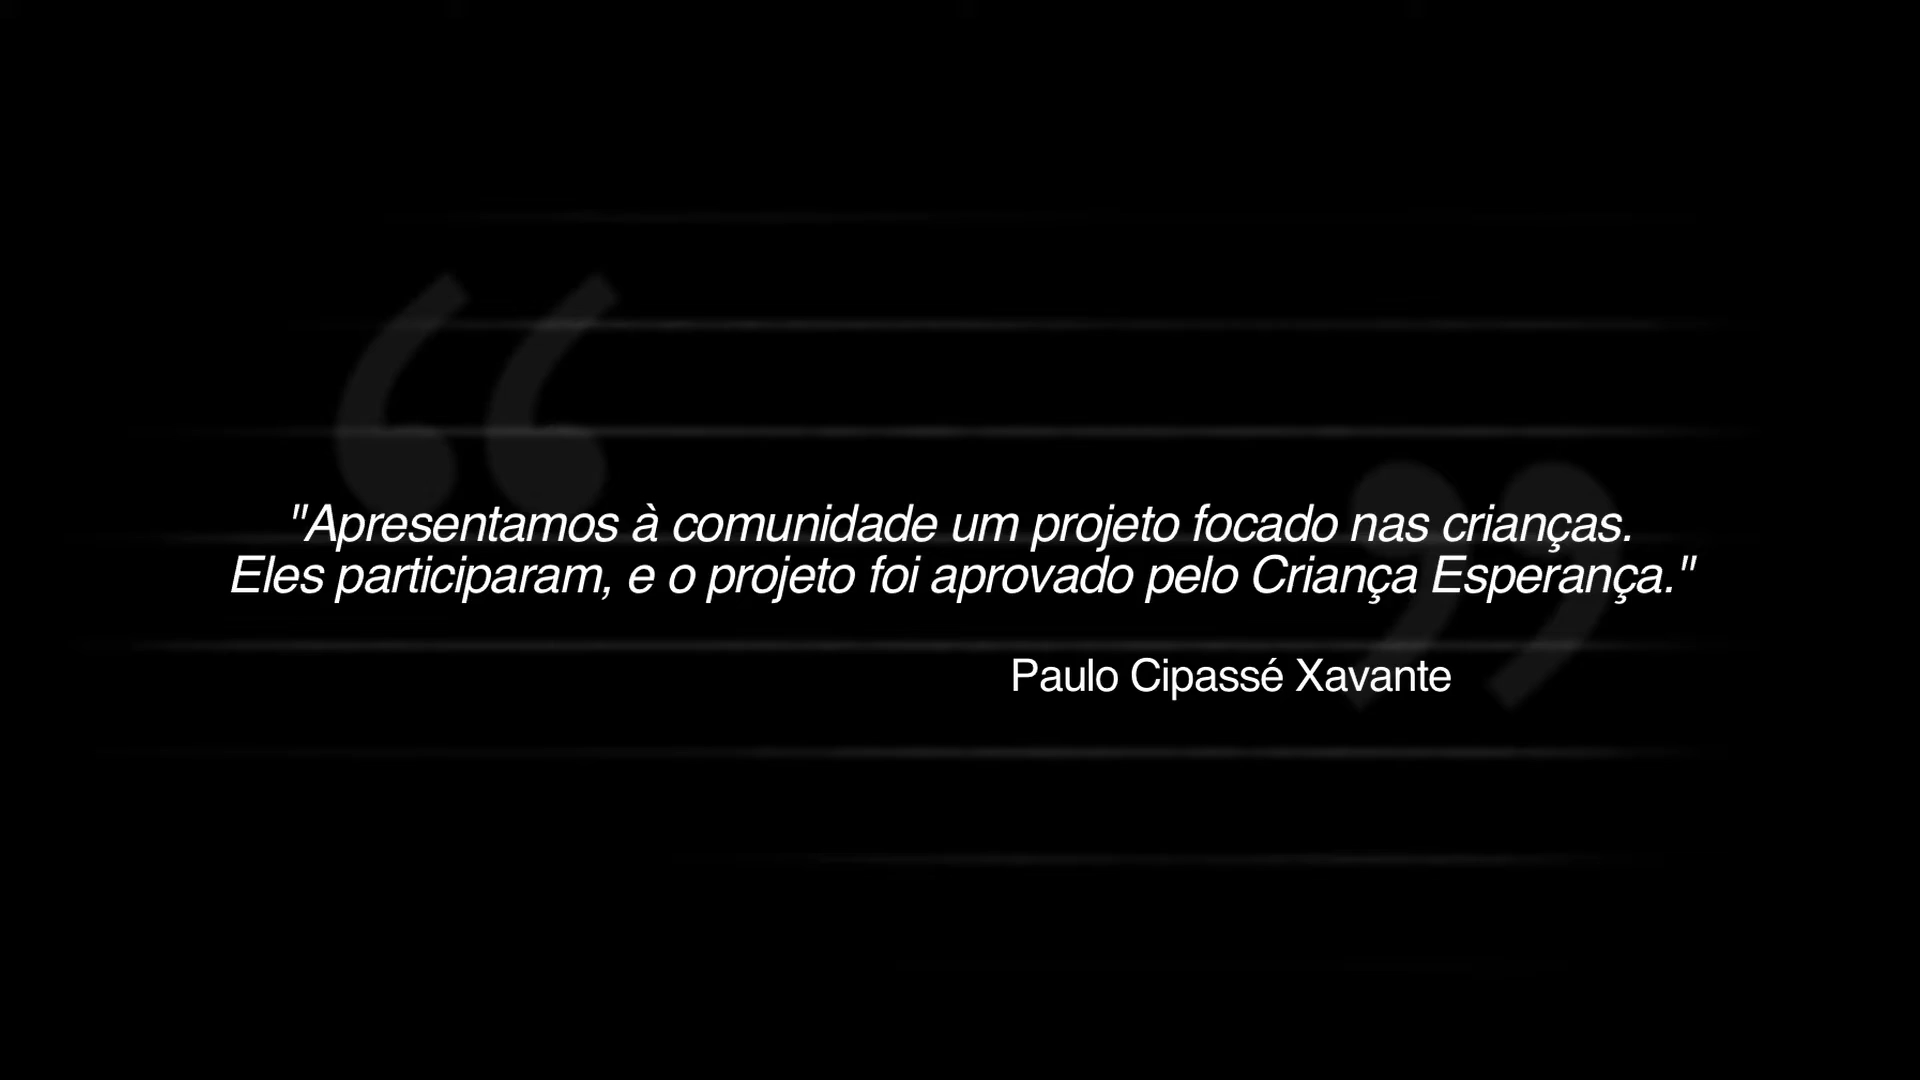 "Apresentamos à comunidade um projeto focado nas crianças.
Eles participaram, e o projeto foi aprovado pelo Criança Esperança."
Paulo Cipassé Xavante